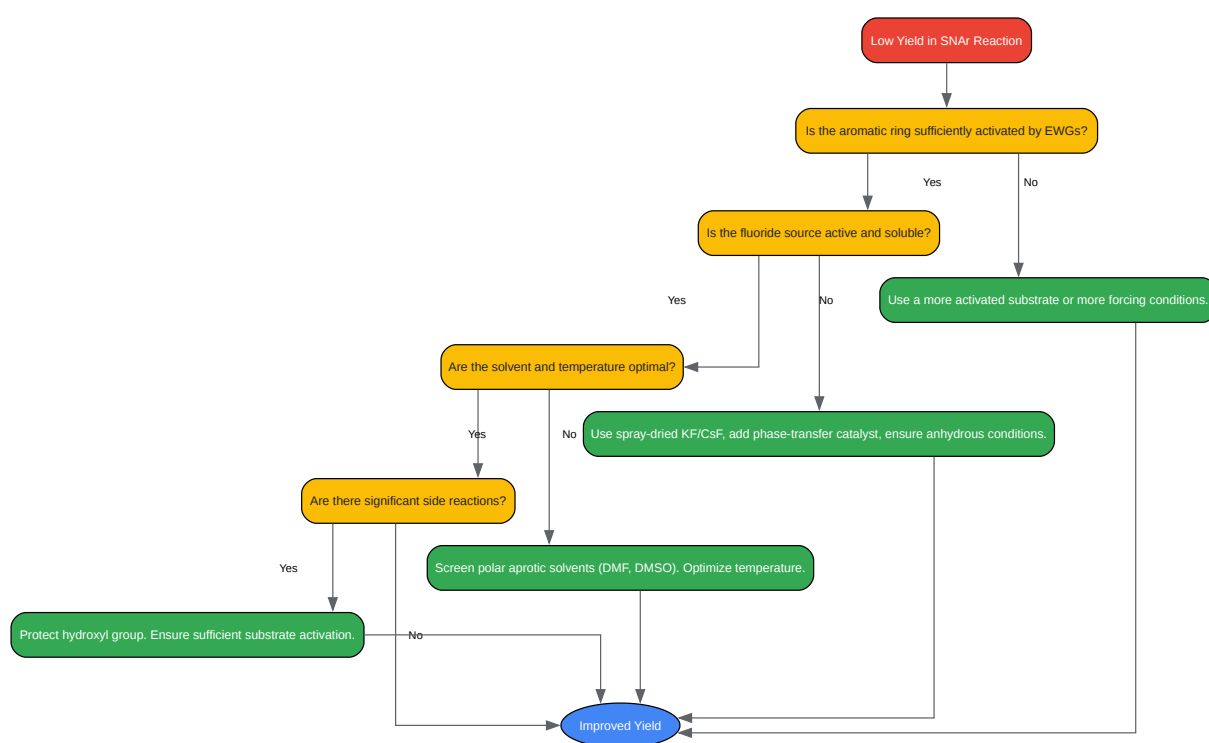 Low Yield in SNAr Reaction
Is the aromatic ring sufficiently activated by EWGs?
Yes
No
Is the fluoride source active and soluble?
Yes
No
Use a more activated substrate or more forcing conditions.
Are the solvent and temperature optimal?
Yes
No
Use spray-dried KF/CsF, add phase-transfer catalyst, ensure anhydrous conditions.
Are there significant side reactions?
Yes
Screen polar aprotic solvents (DMF, DMSO). Optimize temperature.
Protect hydroxyl group. Ensure sufficient substrate activation.
No
Improved Yield